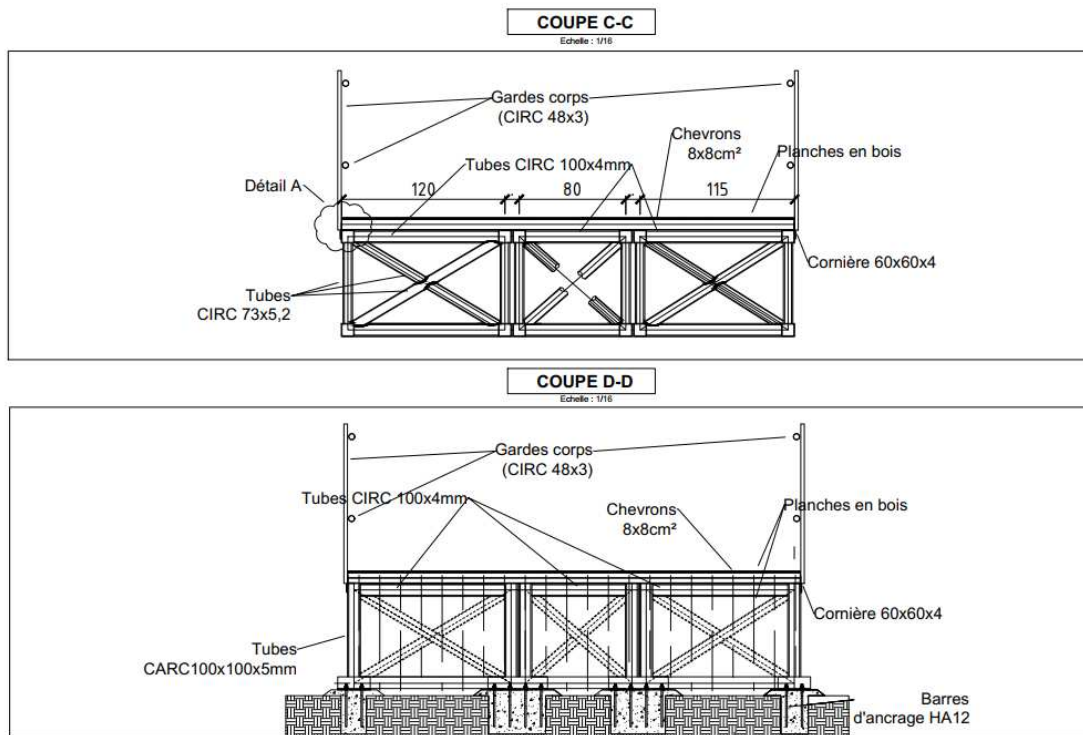 COUPE C-C
Echelle : 1/16
Gardes corps
(CIRC 48x3)
Chevrons
8x8cm²
Tubes CIRC 100x4mm
Planches en bois
Détail A
120
80
115
Cornière 60x60x4
Tubes
CIRC 73x5,2
COUPE D-D
Echelle : 1/16
Gardes corps
(CIRC 48x3)
Tubes CIRC 100x4mm
Chevrons
8x8cm²
Planches en bois
Cornière 60x60x4
Tubes
CARC100x100x5mm
Barres
d'ancrage HA12